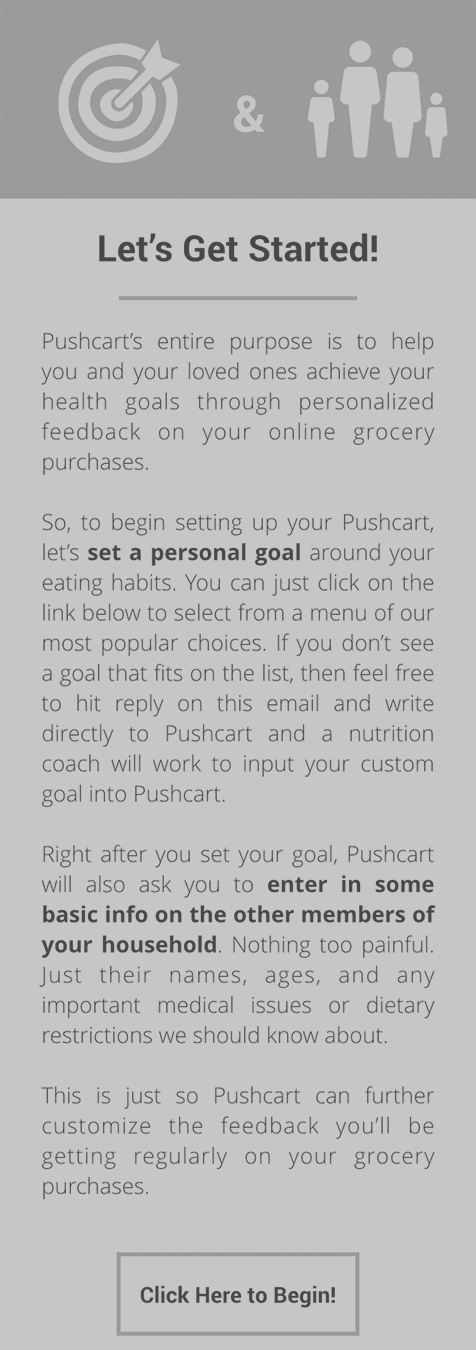 &
Let’s Get Started!
Pushcart’s entire purpose is to help
you and your loved ones achieve your
health goals through personalized
feedback on your online grocery
purchases.
So, to begin setting up your Pushcart,
let’s set a personal goal around your
eating habits. You can just click on the
link below to select from a menu of our
most popular choices. If you don’t see
a goal that fits on the list, then feel free
to hit reply on this email and write
directly to Pushcart and a nutrition
coach will work to input your custom
goal into Pushcart.
Right after you set your goal, Pushcart
will also ask you to enter in some
basic info on the other members of
your household. Nothing too painful.
Just their names, ages, and any
important medical issues or dietary
restrictions we should know about.
This is just so Pushcart can further
customize the feedback you’ll be
getting regularly on your grocery
purchases.
Click Here to Begin!